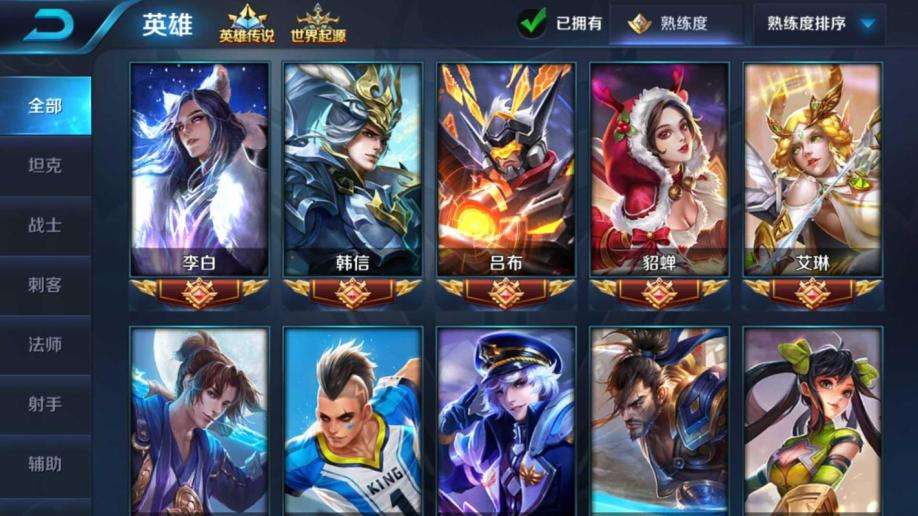 英雄
英雄传说
世界起源
已拥有
熟练度
熟练度排序
全部
坦克
战士
刺客
法师
射手
辅助
李白
韩信
吕布
貂蝉
艾琳
KING
1